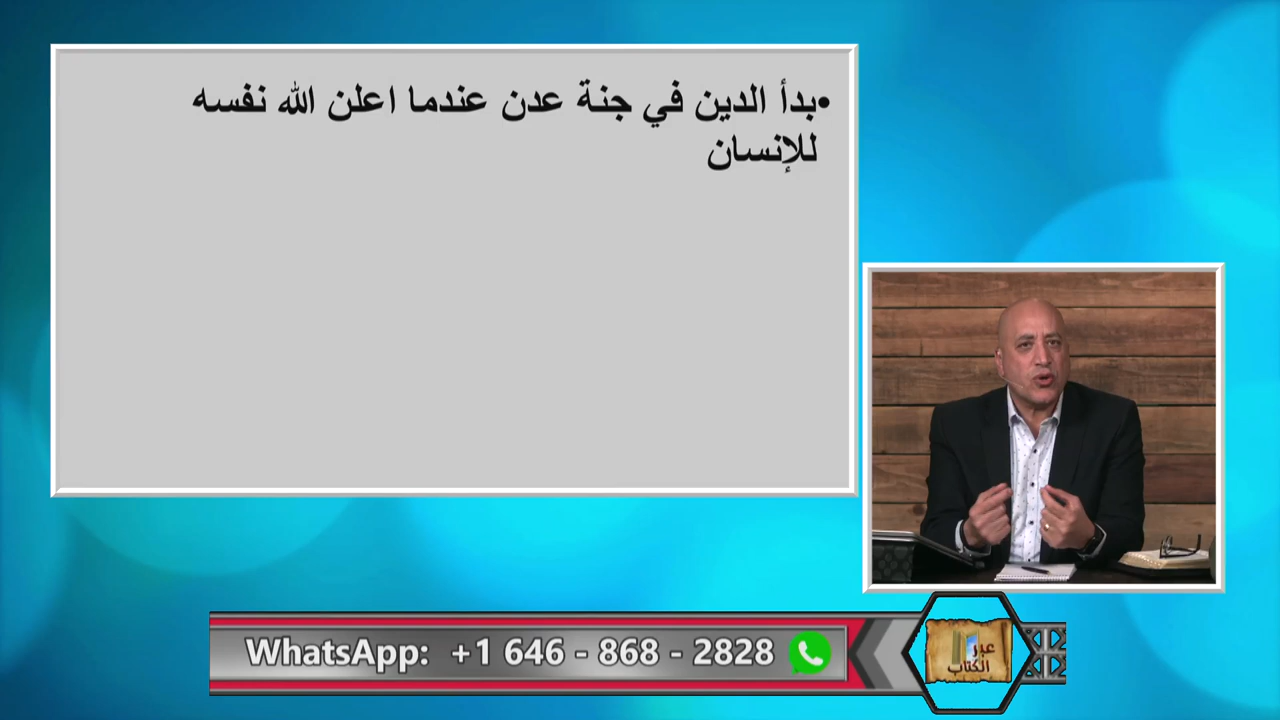 •بدأ الدين في جنة عدن عندما اعلن الله نفسه
للإنسان
WhatsApp: +1 646 - 868 - 2828
عبر
الكتاب